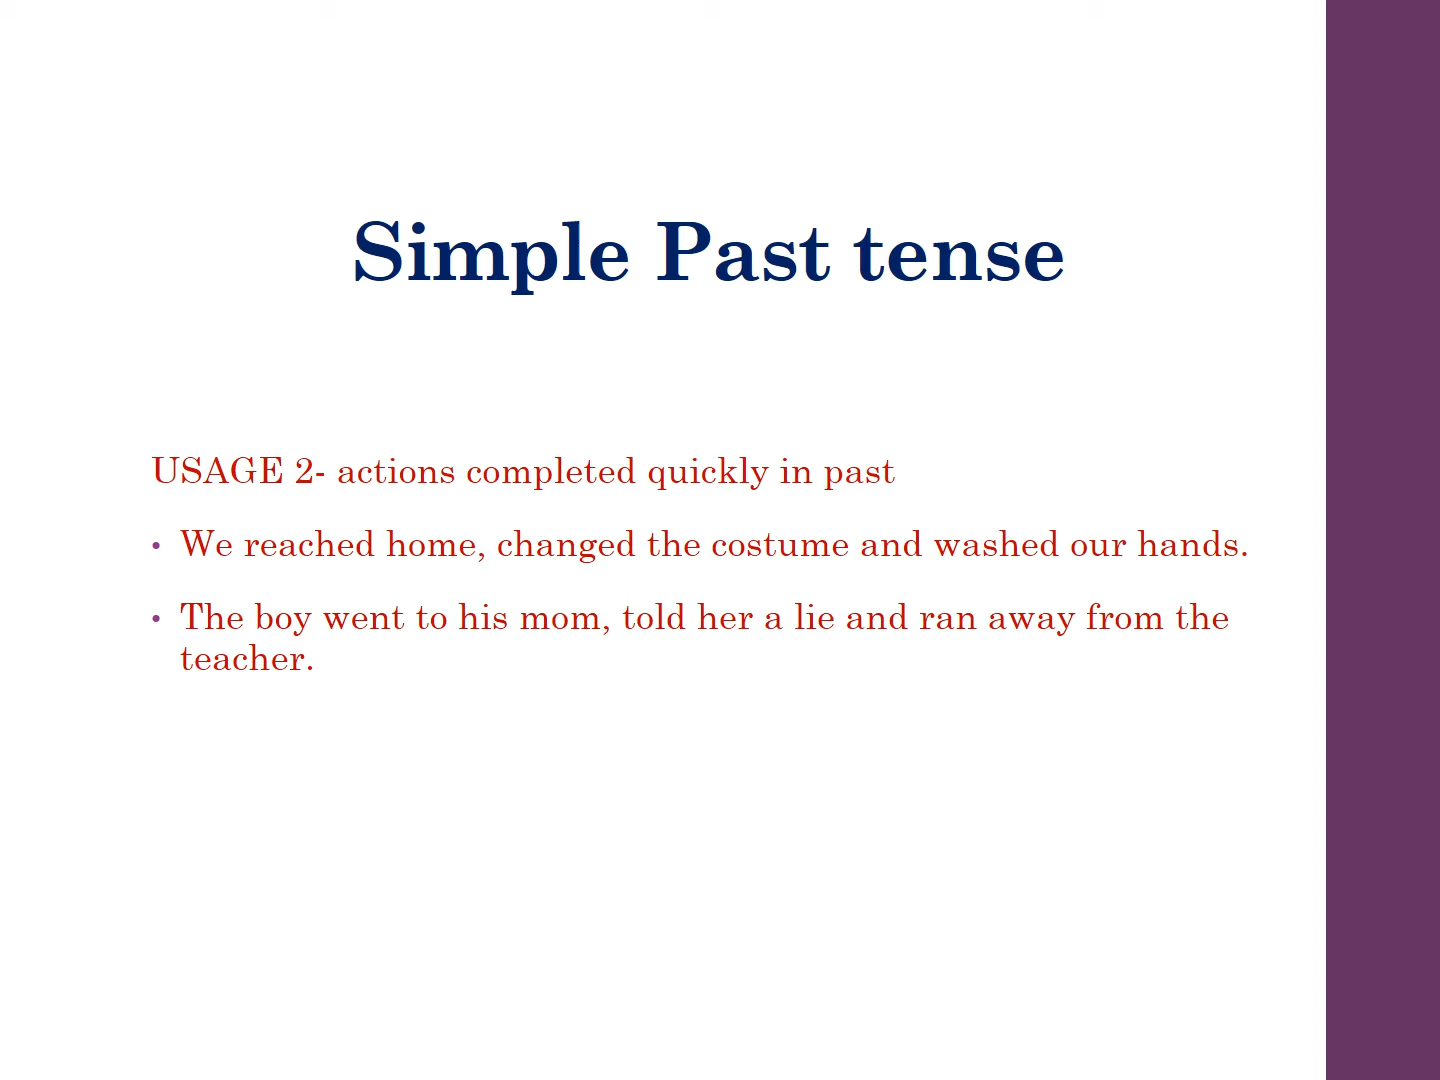 Simple Past tense
USAGE 2- actions completed quickly in past
• We reached home, changed the costume and washed our hands.
• The boy went to his mom, told her a lie and ran away from the
teacher.